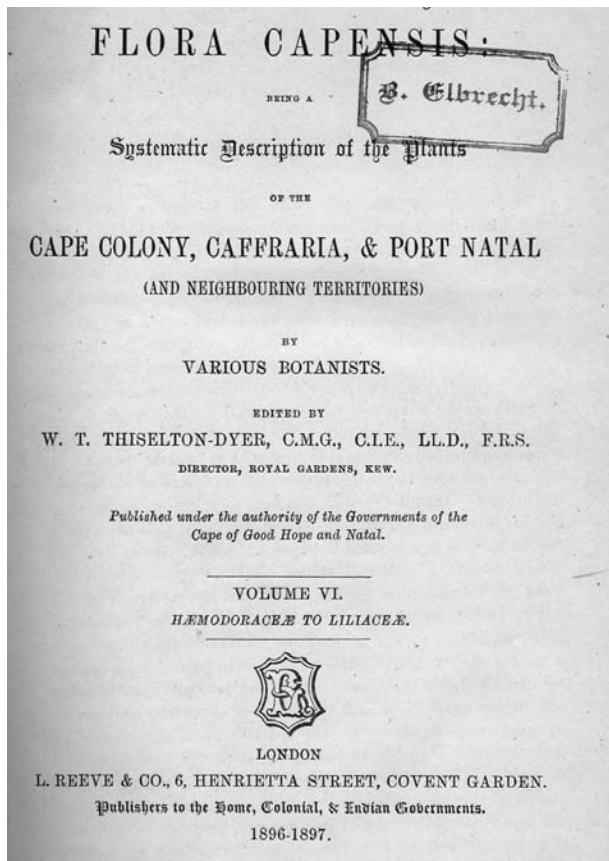 FLORA CAPENSIS:
B. Elbrecht.
BEING A
Systematic Description of the Plants
OF THE
CAPE COLONY, CAFFRARIA, & PORT NATAL
(AND NEIGHBOURING TERRITORIES)
BY
VARIOUS BOTANISTS.
EDITED BY
W. T. THISELTON-DYER, C.M.G., C.I.E., LL.D., F.R.S.
DIRECTOR, ROYAL GARDENS, KEW.
Published under the authority of the Governments of the
Cape of Good Hope and Natal.
VOLUME VI.
HÆMODORACEÆ TO LILIACEÆ.
LONDON
L. REEVE & CO., 6, HENRIETTA STREET, COVENT GARDEN.
Publishers to the Home, Colonial, & Indian Governments.
1896-1897.